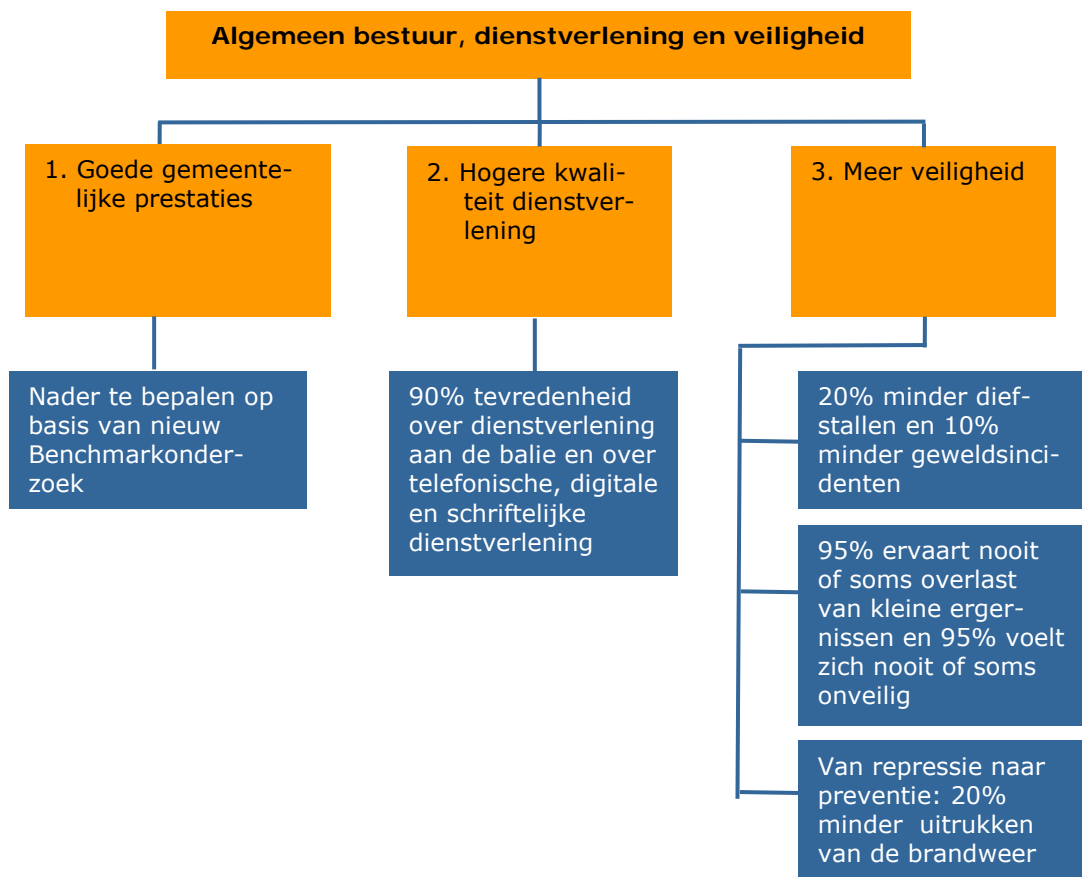 Algemeen bestuur, dienstverlening en veiligheid
1. Goede gemeente-
lijke prestaties
2. Hogere kwali-
teit dienstver-
lening
3. Meer veiligheid
Nader te bepalen op
basis van nieuw
Benchmarkonder-
zoek
90% tevredenheid
over dienstverlening
aan de balie en over
telefonische, digitale
en schriftelijke
dienstverlening
20% minder dief-
stallen en 10%
minder geweldsinci-
denten
95% ervaart nooit
of soms overlast
van kleine erger-
nissen en 95% voelt
zich nooit of soms
onveilig
Van repressie naar
preventie: 20%
minder uitrukken
van de brandweer